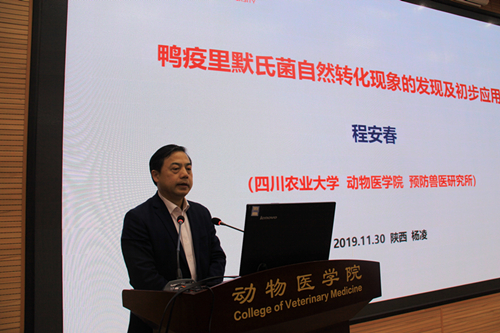 鸭疫里默氏菌自然转化现象的发现及初步应用
程安春
(四川农业大学 动物医学院 预防兽医研究所)
2019.11.30 陕西 杨凌
动物医学院
College of Veterinary Medicine